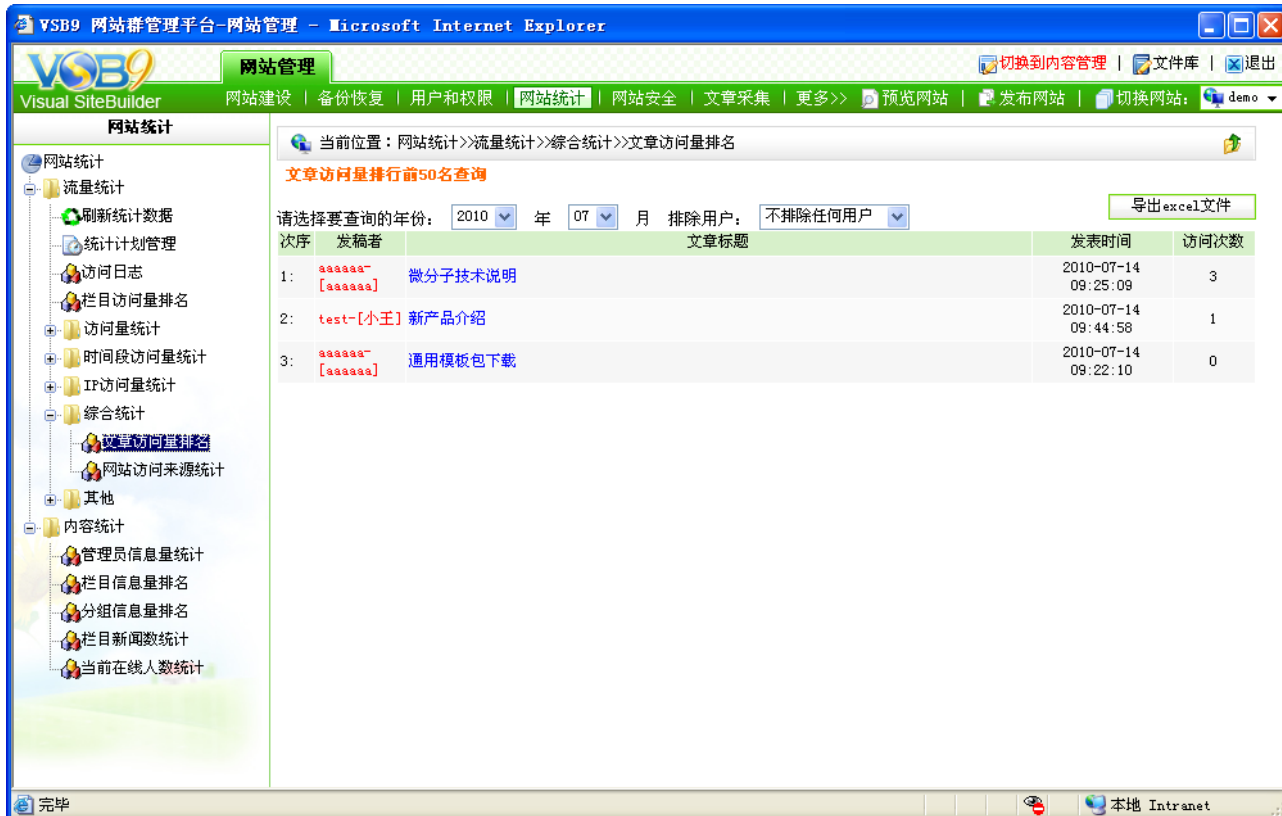 VSB9 网站群管理平台-网站管理 - Microsoft Internet Explorer
VSB9
Visual SiteBuilder
网站管理
切换到内容管理 | 文件库 | 退出
网站建设 | 备份恢复 | 用户和权限 | 网站统计 | 网站安全 | 文章采集 | 更多>> 预览网站 | 发布网站 | 切换网站: demo
网站统计
网站统计
流量统计
刷新统计数据
统计计划管理
访问日志
栏目访问量排名
访问量统计
时间段访问量统计
IP访问量统计
综合统计
文章访问量排名
网站访问来源统计
其他
内容统计
管理员信息量统计
栏目信息量排名
分组信息量排名
栏目新闻数统计
当前在线人数统计
当前位置:网站统计>>流量统计>>综合统计>>文章访问量排名
文章访问量排行前50名查询
请选择要查询的年份: 2010 年 07 月 排除用户: 不排除任何用户
导出excel文件
次序 发稿者 文章标题 发表时间 访问次数
1: aaaaaa-[aaaaaa] 微分子技术说明 2010-07-14 09:25:09 3
2: test-[小王] 新产品介绍 2010-07-14 09:44:58 1
3: aaaaaa-[aaaaaa] 通用模板包下载 2010-07-14 09:22:10 0
完毕
本地 Intranet